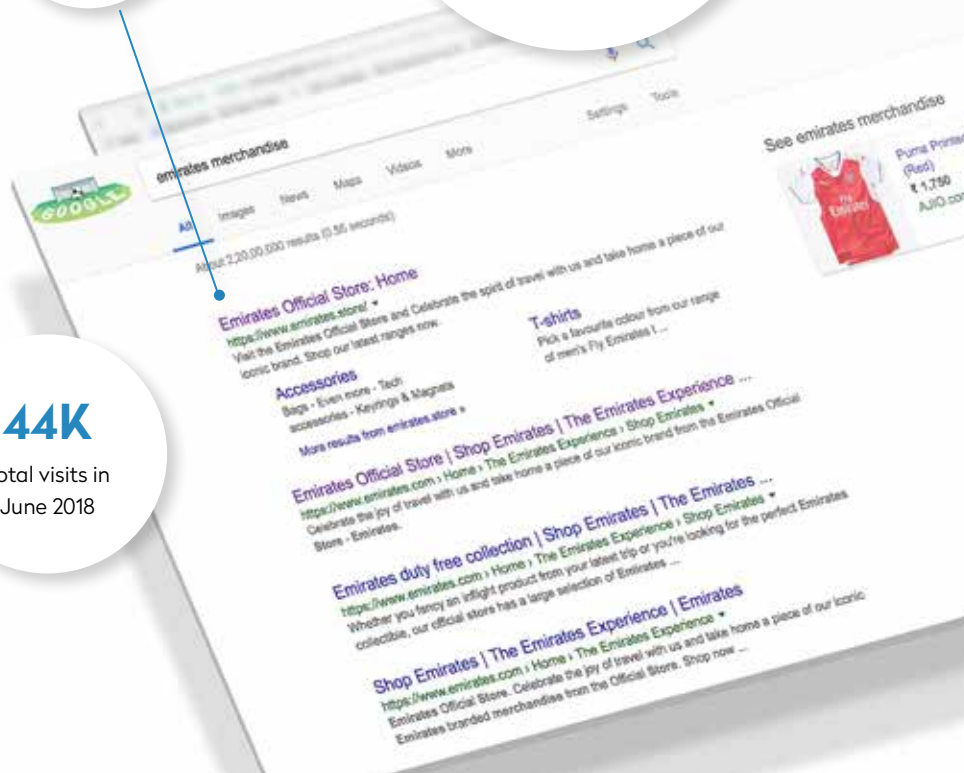 emirates merchandise
GOOGLE
All Images News Maps Videos More Settings Tools
About 2,20,00,000 results (0.55 seconds)
Emirates Official Store: Home
https://www.emirates.store/
Visit the Emirates Official Store and Celebrate the spirit of travel with us and take home a piece of our
iconic brand. Shop our latest ranges now.
Accessories
Bags - Even more - Tech
accessories - Keyrings & Magnets
T-shirts
Pick a favourite colour from our range
of men's Fly Emirates t ...
More results from emirates.store »
Emirates Official Store | Shop Emirates | The Emirates Experience ...
https://www.emirates.com › Home › The Emirates Experience › Shop Emirates
Celebrate the joy of travel with us and take home a piece of our iconic brand from the Emirates Official
Store - Emirates.
Emirates duty free collection | Shop Emirates | The Emirates ...
https://www.emirates.com › Home › The Emirates Experience › Shop Emirates
Whether you fancy an inflight product from your latest trip or you're looking for the perfect Emirates
collectible, our official store has a large selection of Emirates ...
Shop Emirates | The Emirates Experience | Emirates
https://www.emirates.com › Home › The Emirates Experience
Emirates Official Store. Celebrate the joy of travel with us and take home a piece of our iconic
Emirates branded merchandise from the Official Store. Shop now ...
See emirates merchandise
Puma Printed
(Red)
₹ 1,750
AJIO.com
Fly
Emirates
44K
otal visits in
June 2018